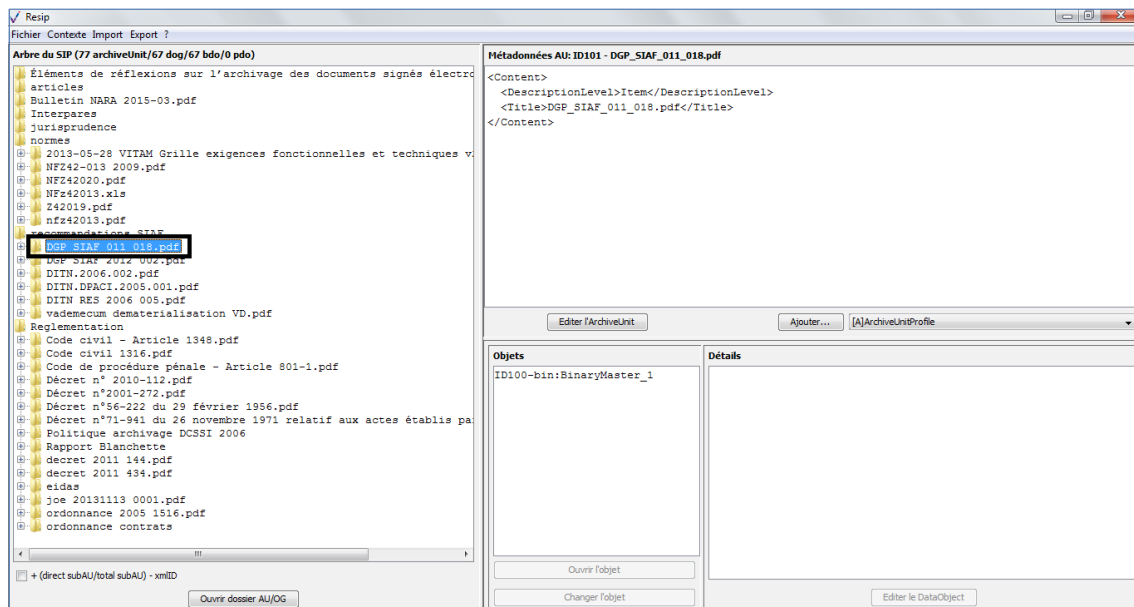 Resip
Fichier Contexte Import Export ?
Arbre du SIP (77 archiveUnit/67 dog/67 bdo/0 pdo)
Éléments de réflexions sur l'archivage des documents signés électro
articles
Bulletin NARA 2015-03.pdf
Interpares
jurisprudence
normes
2013-05-28 VITAM Grille exigences fonctionnelles et techniques v
NFZ42-013 2009.pdf
NFZ42020.pdf
NFz42013.xls
Z42019.pdf
nfz42013.pdf
recommandations SIAF
DGP SIAF 011 018.pdf
DGP SIAF 2012 002.pdf
DITN.2006.002.pdf
DITN.DPACI.2005.001.pdf
DITN RES 2006 005.pdf
vademecum dematerialisation VD.pdf
Reglementation
Code civil - Article 1348.pdf
Code civil 1316.pdf
Code de procédure pénale - Article 801-1.pdf
Décret n° 2010-112.pdf
Décret n°2001-272.pdf
Décret n°56-222 du 29 février 1956.pdf
Décret n°71-941 du 26 novembre 1971 relatif aux actes établis pa
Politique archivage DCSSI 2006
Rapport Blanchette
decret 2011 144.pdf
decret 2011 434.pdf
eidas
joe 20131113 0001.pdf
ordonnance 2005 1516.pdf
ordonnance contrats
+ (direct subAU/total subAU) - xmlID
Ouvrir dossier AU/OG
Métadonnées AU: ID101 - DGP_SIAF_011_018.pdf
<Content>
<DescriptionLevel>Item</DescriptionLevel>
<Title>DGP_SIAF_011_018.pdf</Title>
</Content>
Editer l'ArchiveUnit
Ajouter...
[A]ArchiveUnitProfile
Objets
ID100-bin:BinaryMaster_1
Ouvrir l'objet
Changer l'objet
Détails
Editer le DataObject